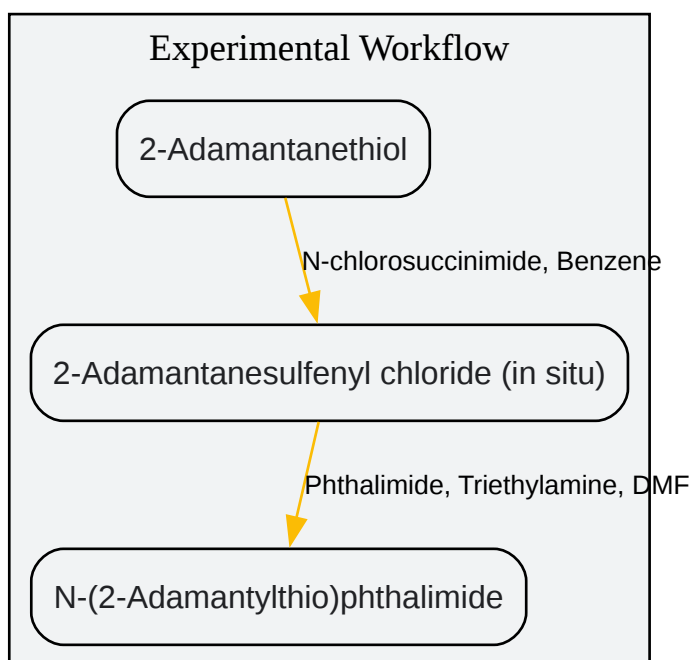 Experimental Workflow
2-Adamantanethiol
N-chlorosuccinimide, Benzene
2-Adamantanesulfenyl chloride (in situ)
Phthalimide, Triethylamine, DMF
N-(2-Adamantylthio)phthalimide